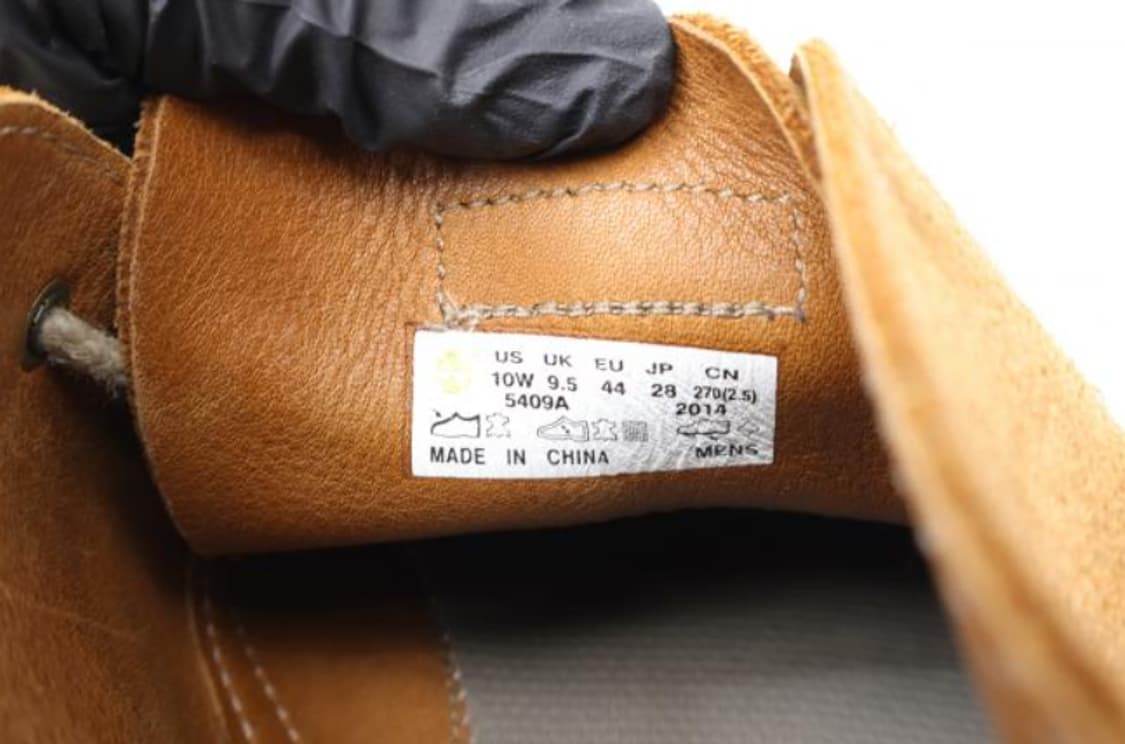 US UK EU JP CN
10W 9.5 44 28 270(2.5)
5409A 2014
MADE IN CHINA MENS